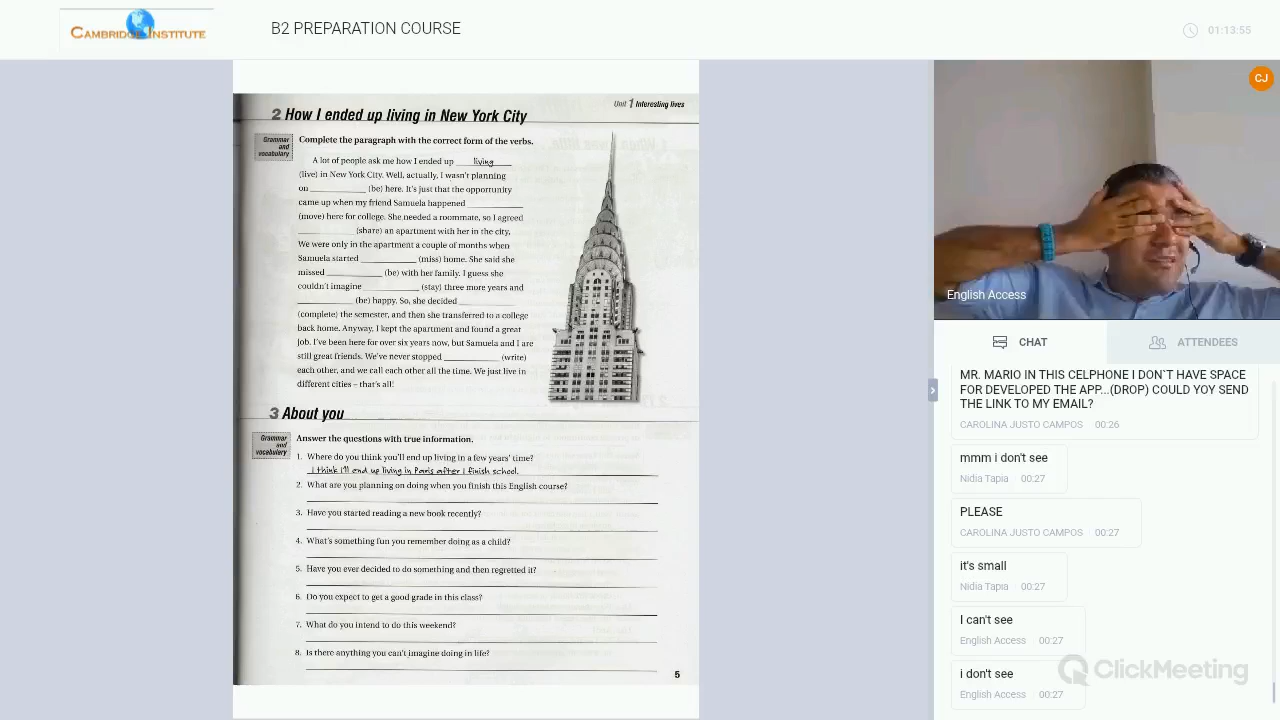 CAMBRIDGE INSTITUTE
B2 PREPARATION COURSE
01:13:55
Unit 1 Interesting lives
2 How I ended up living in New York City
Grammar
and
vocabulary
Complete the paragraph with the correct form of the verbs.
A lot of people ask me how I ended up living
(live) in New York City. Well, actually, I wasn't planning
on ___________ (be) here. It's just that the opportunity
came up when my friend Samuela happened ___________
(move) here for college. She needed a roommate, so I agreed
___________ (share) an apartment with her in the city.
We were only in the apartment a couple of months when
Samuela started ___________ (miss) home. She said she
missed ___________ (be) with her family. I guess she
couldn't imagine ___________ (stay) three more years and
___________ (be) happy. So, she decided ___________
(complete) the semester, and then she transferred to a college
back home. Anyway, I kept the apartment and found a great
job. I've been here for over six years now, but Samuela and I are
still great friends. We've never stopped ___________ (write)
each other, and we call each other all the time. We just live in
different cities – that's all!
3 About you
Grammar
and
vocabulary
Answer the questions with true information.
1. Where do you think you'll end up living in a few years' time?
I think I'll end up living in Paris after I finish school.
2. What are you planning on doing when you finish this English course?
3. Have you started reading a new book recently?
4. What's something fun you remember doing as a child?
5. Have you ever decided to do something and then regretted it?
6. Do you expect to get a good grade in this class?
7. What do you intend to do this weekend?
8. Is there anything you can't imagine doing in life?
5
CJ
English Access
CHAT
ATTENDEES
MR. MARIO IN THIS CELPHONE I DON`T HAVE SPACE
FOR DEVELOPED THE APP...(DROP) COULD YOY SEND
THE LINK TO MY EMAIL?
CAROLINA JUSTO CAMPOS 00:26
mmm i don't see
Nidia Tapia 00:27
PLEASE
CAROLINA JUSTO CAMPOS 00:27
it's small
Nidia Tapia 00:27
I can't see
English Access 00:27
i don't see
English Access 00:27
ClickMeeting